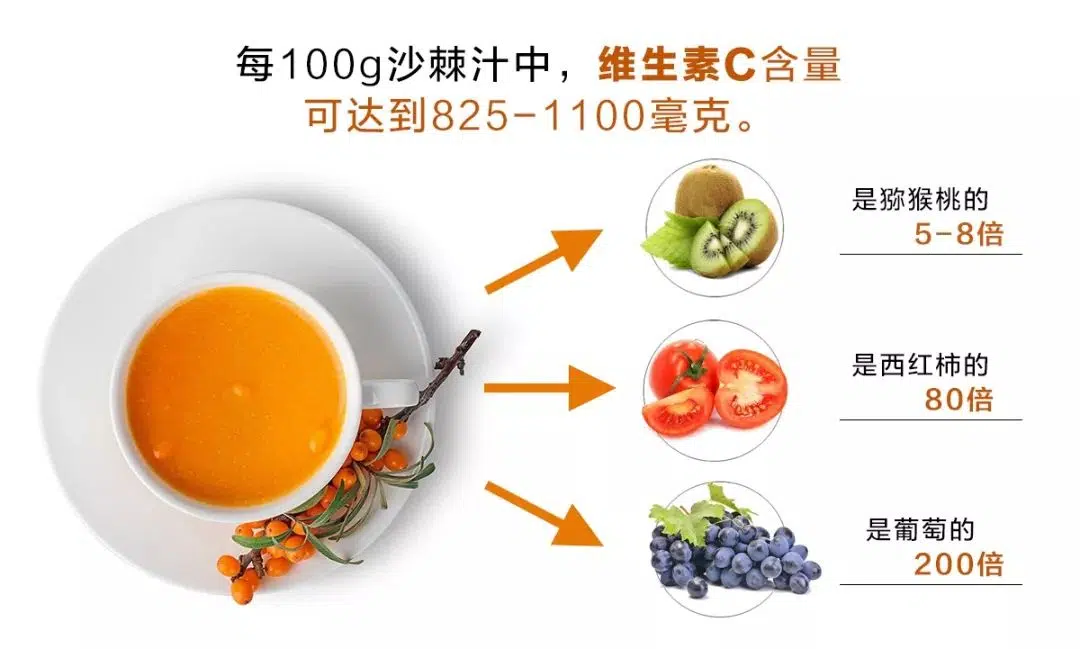 每100g沙棘汁中，维生素C含量
可达到825-1100毫克。
是猕猴桃的
5-8倍
是西红柿的
80倍
是葡萄的
200倍